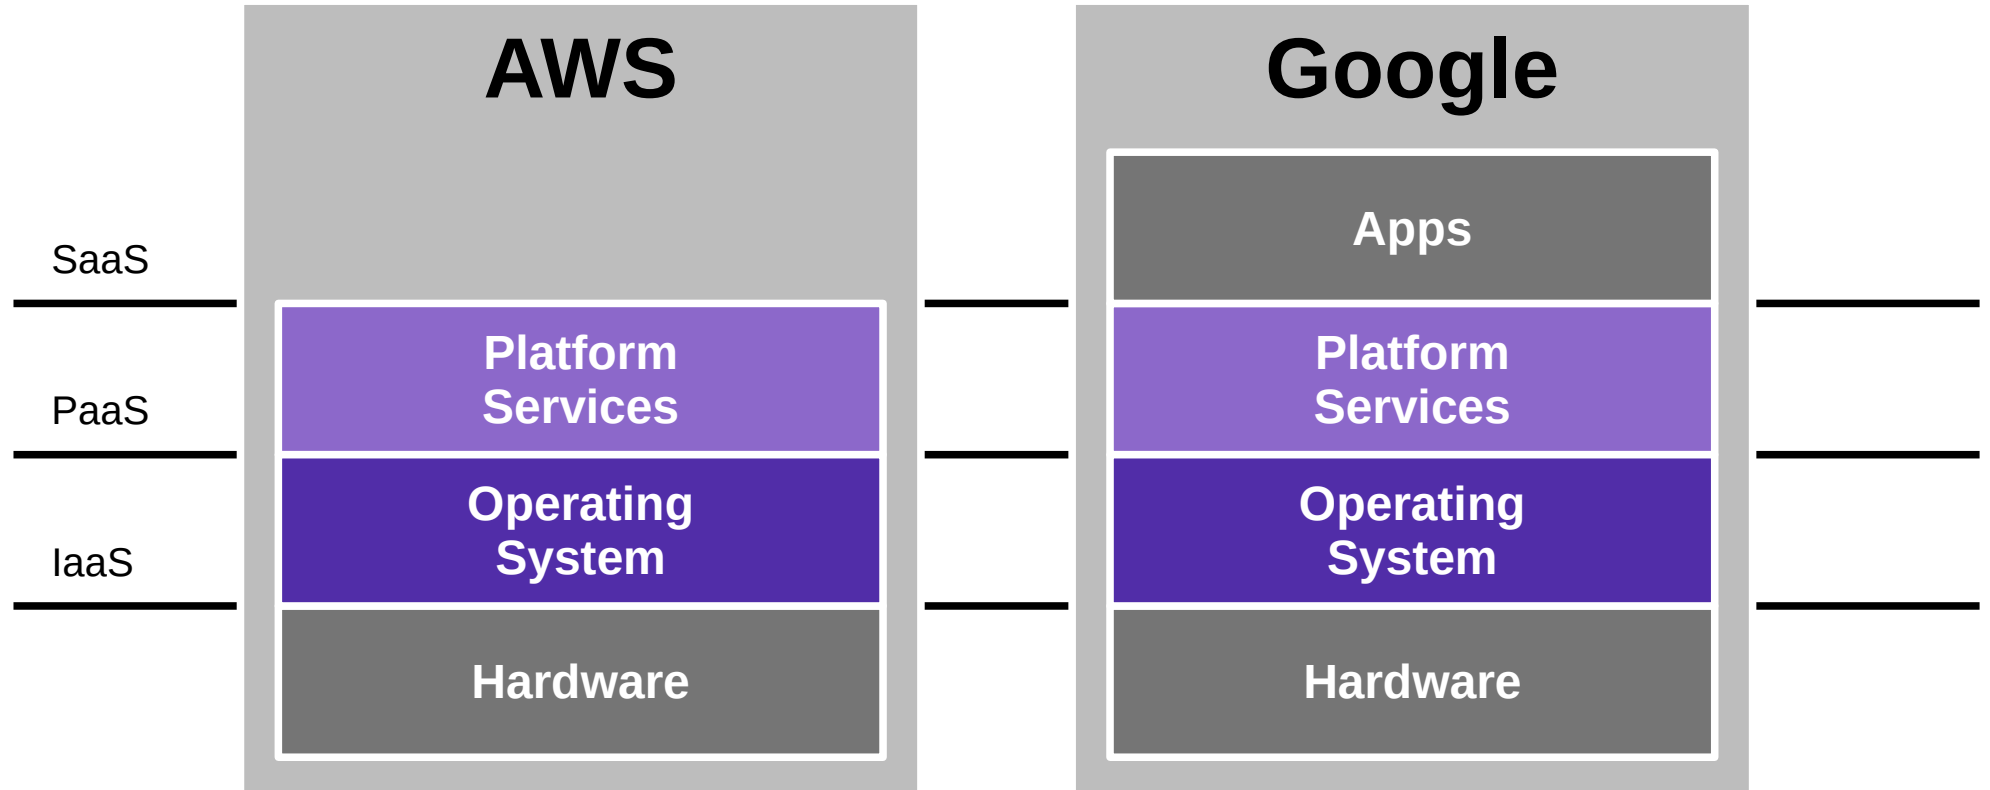 AWS
Google
Apps
SaaS
Platform
Services
Platform
Services
PaaS
Operating
System
Operating
System
IaaS
Hardware
Hardware